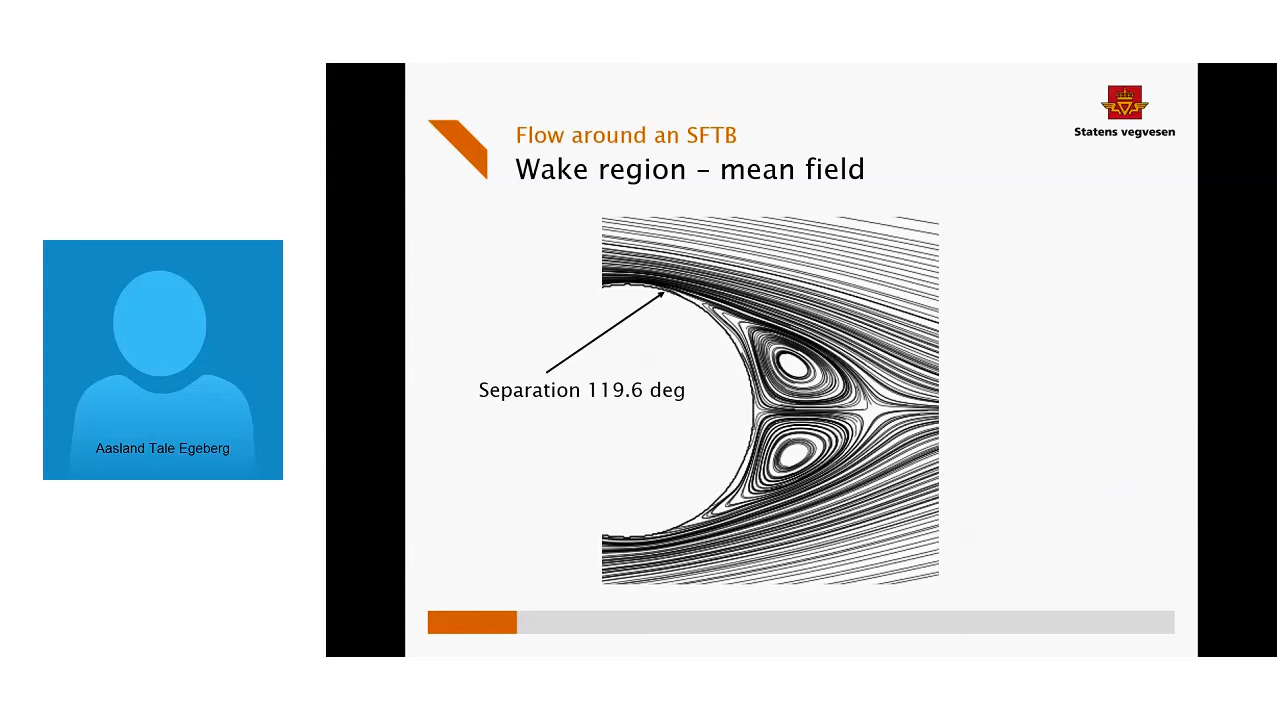 Statens vegvesen
Flow around an SFTB
Wake region – mean field
Separation 119.6 deg
Aasland Tale Egeberg